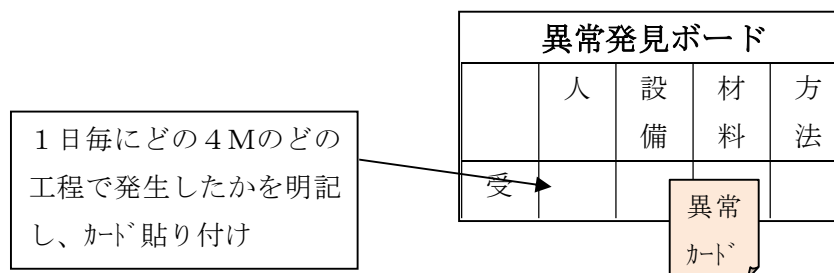 異常発見ボード
人 設備 材料 方法
受
１日毎にどの４Mのどの
工程で発生したかを明記
し、ｶｰﾄﾞ貼り付け
異常
ｶｰﾄﾞ